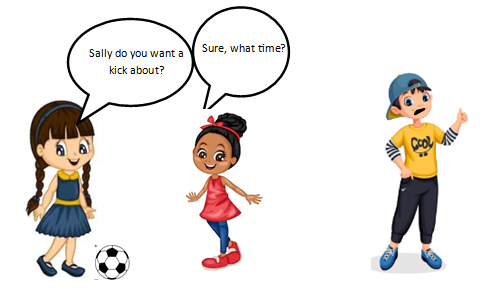 Sally do you want a
kick about?
Sure, what time?
COOL